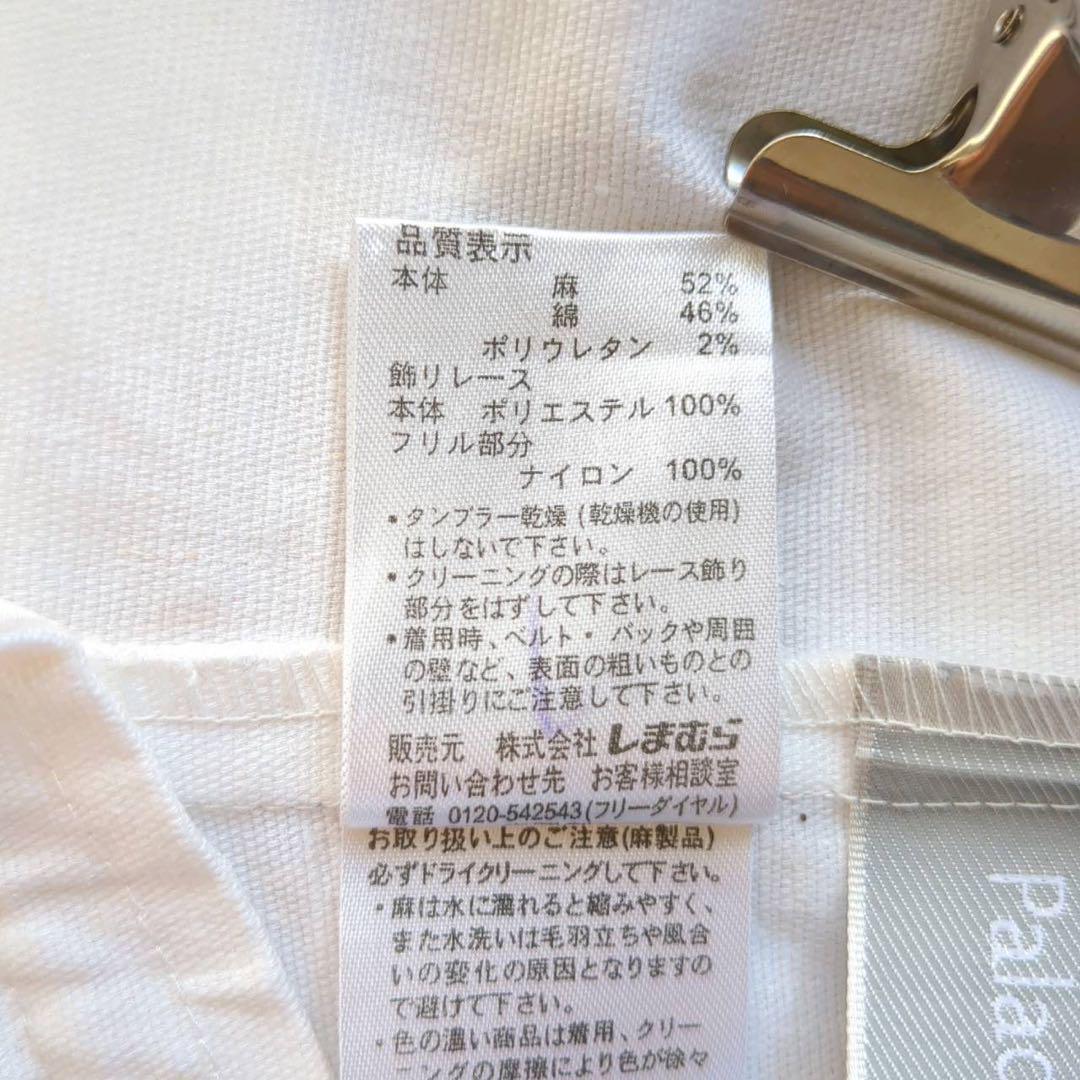 品質表示
本体 麻 52%
綿 46%
ポリウレタン 2%
飾りレース
本体 ポリエステル 100%
フリル部分
ナイロン 100%
・タンブラー乾燥(乾燥機の使用)
はしないで下さい。
・クリーニングの際はレース飾り
部分をはずして下さい。
・着用時、ベルト・バックや周囲
の壁など、表面の粗いものとの
引掛りにご注意して下さい。
販売元 株式会社 しまむら
お問い合わせ先 お客様相談室
電話 0120-542543(フリーダイヤル)
お取り扱い上のご注意(麻製品)
必ずドライクリーニングして下さい。
・麻は水に濡れると縮みやすく、
また水洗いは毛羽立ちや風合
いの変化の原因となりますの
で避けて下さい。
・色の濃い商品は着用、クリー
ニングの摩擦により色が徐々